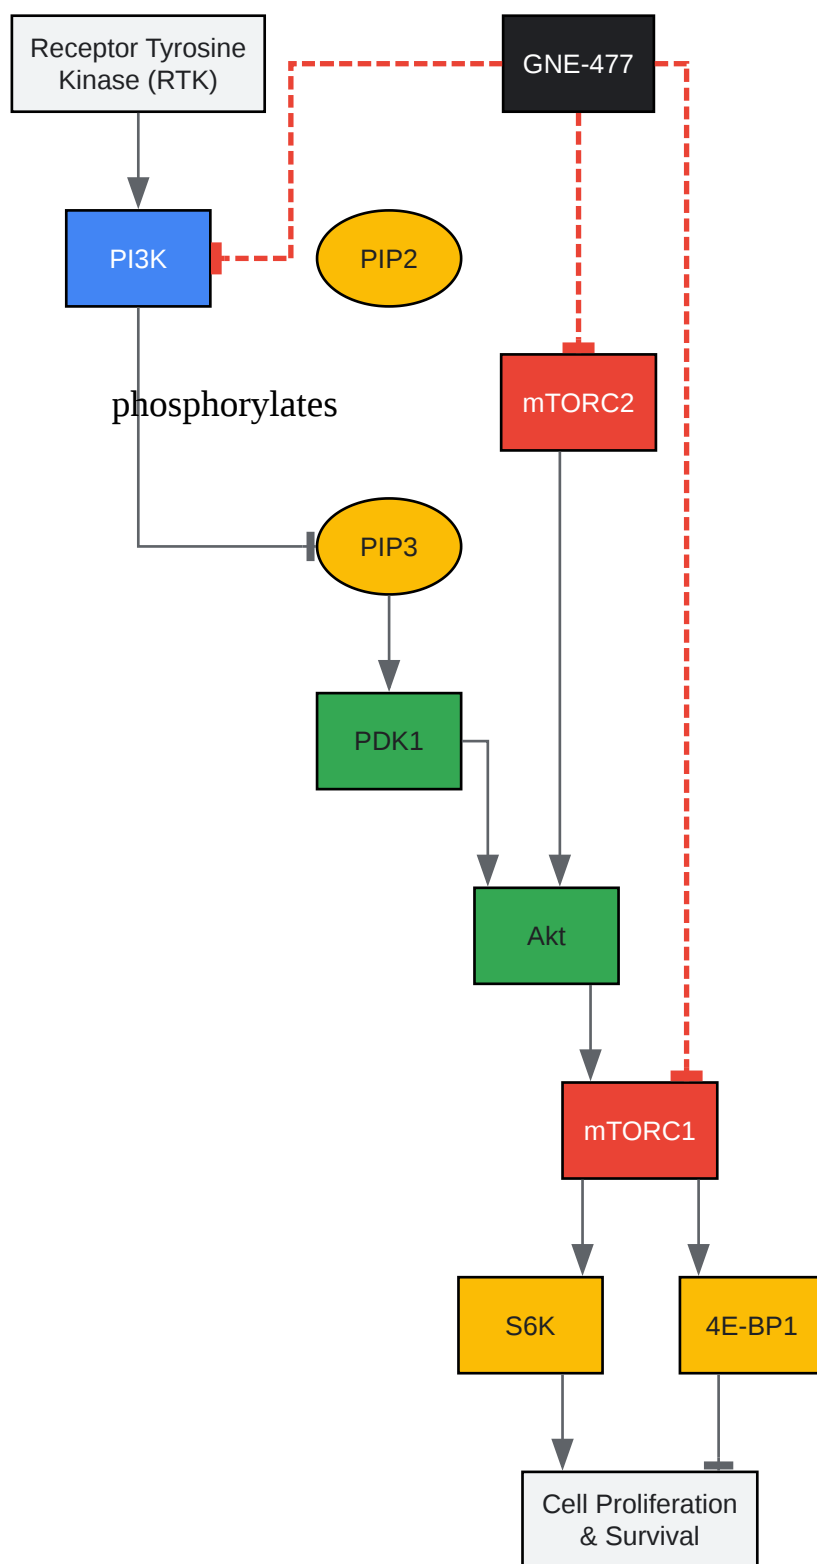 Receptor Tyrosine
Kinase (RTK)
GNE-477
PI3K
PIP2
phosphorylates
mTORC2
PIP3
PDK1
Akt
mTORC1
S6K
4E-BP1
Cell Proliferation
& Survival